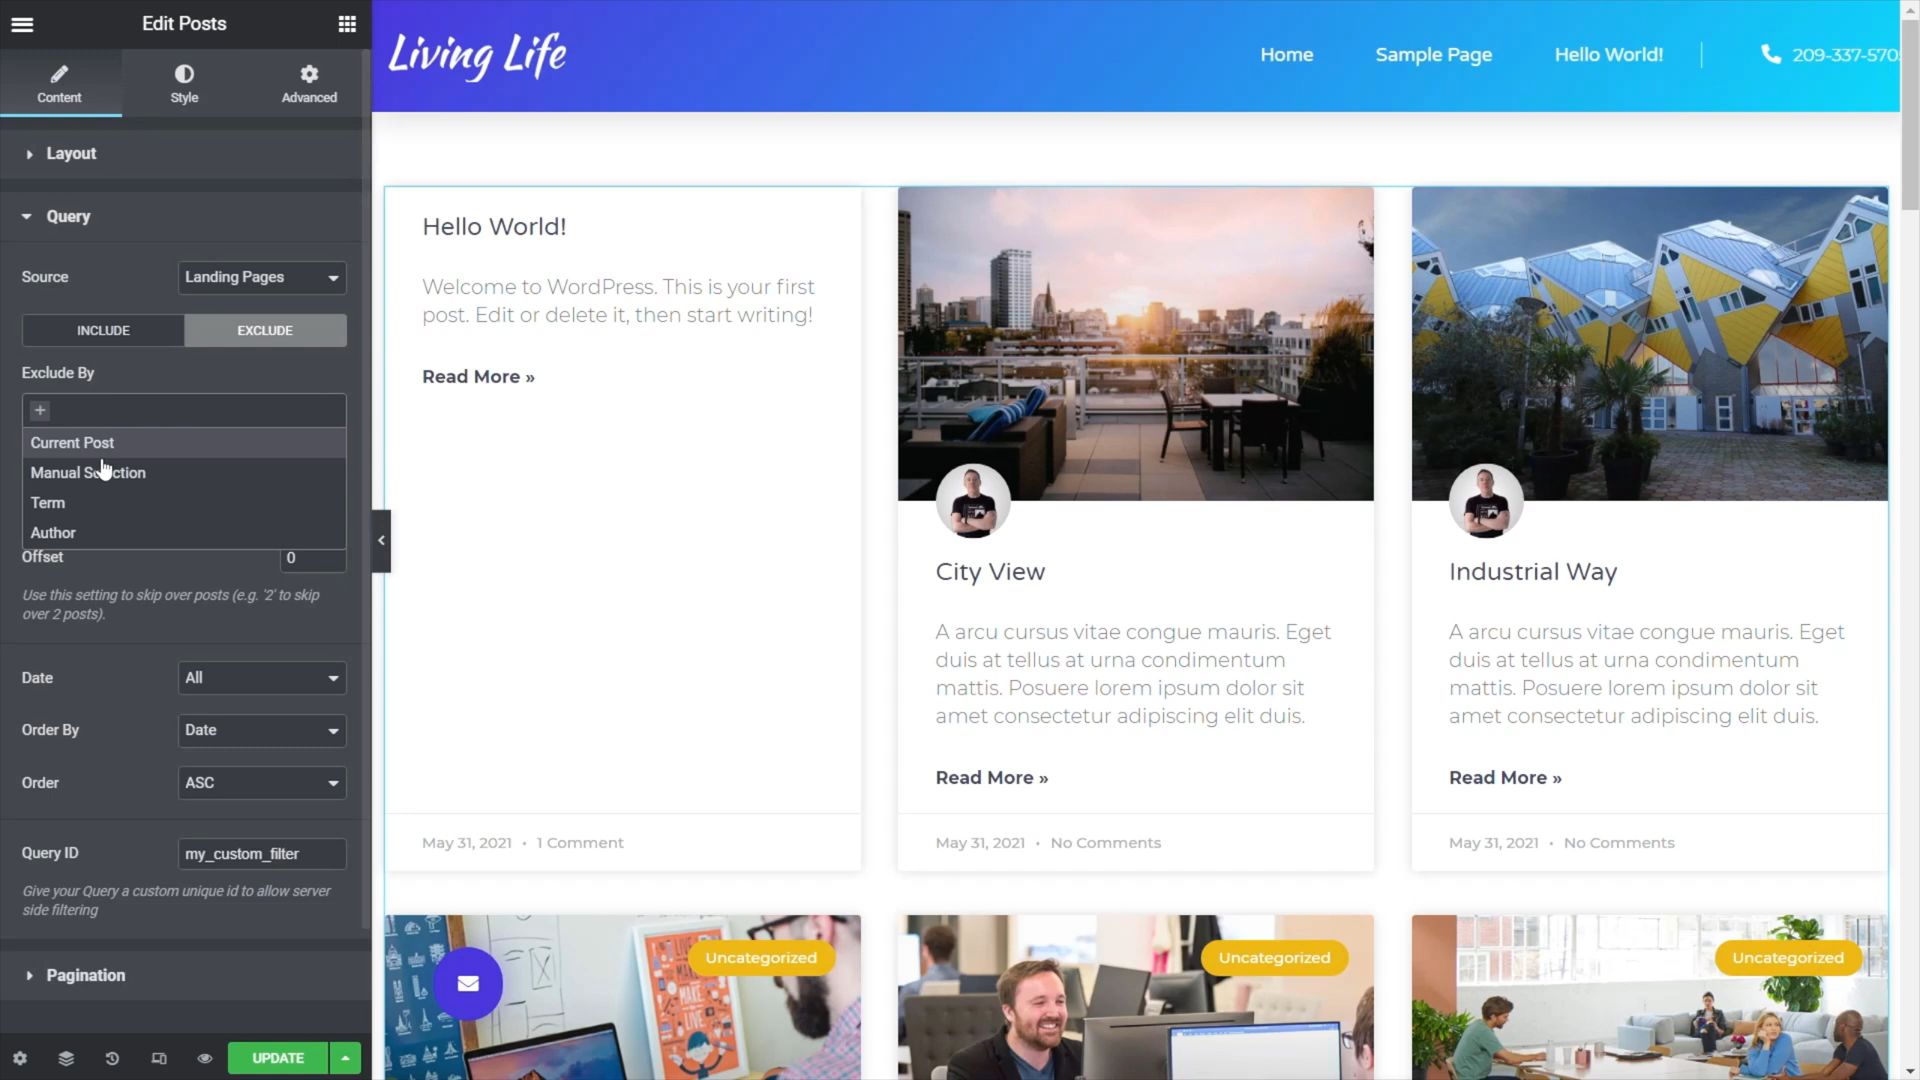 Edit Posts
Content
Style
Advanced
Layout
Query
Source
Landing Pages
INCLUDE
EXCLUDE
Exclude By
Current Post
Manual Selection
Term
Author
Offset
0
Use this setting to skip over posts (e.g. '2' to skip
over 2 posts).
Date
All
Order By
Date
Order
ASC
Query ID
my_custom_filter
Give your Query a custom unique id to allow server
side filtering
Pagination
UPDATE
Living Life
Home
Sample Page
Hello World!
209-337-570
Hello World!
Welcome to WordPress. This is your first
post. Edit or delete it, then start writing!
Read More »
May 31, 2021 • 1 Comment
City View
A arcu cursus vitae congue mauris. Eget
duis at tellus at urna condimentum
mattis. Posuere lorem ipsum dolor sit
amet consectetur adipiscing elit duis.
Read More »
May 31, 2021 • No Comments
Industrial Way
A arcu cursus vitae congue mauris. Eget
duis at tellus at urna condimentum
mattis. Posuere lorem ipsum dolor sit
amet consectetur adipiscing elit duis.
Read More »
May 31, 2021 • No Comments
Uncategorized
MAKE
LIVE
Uncategorized
Uncategorized